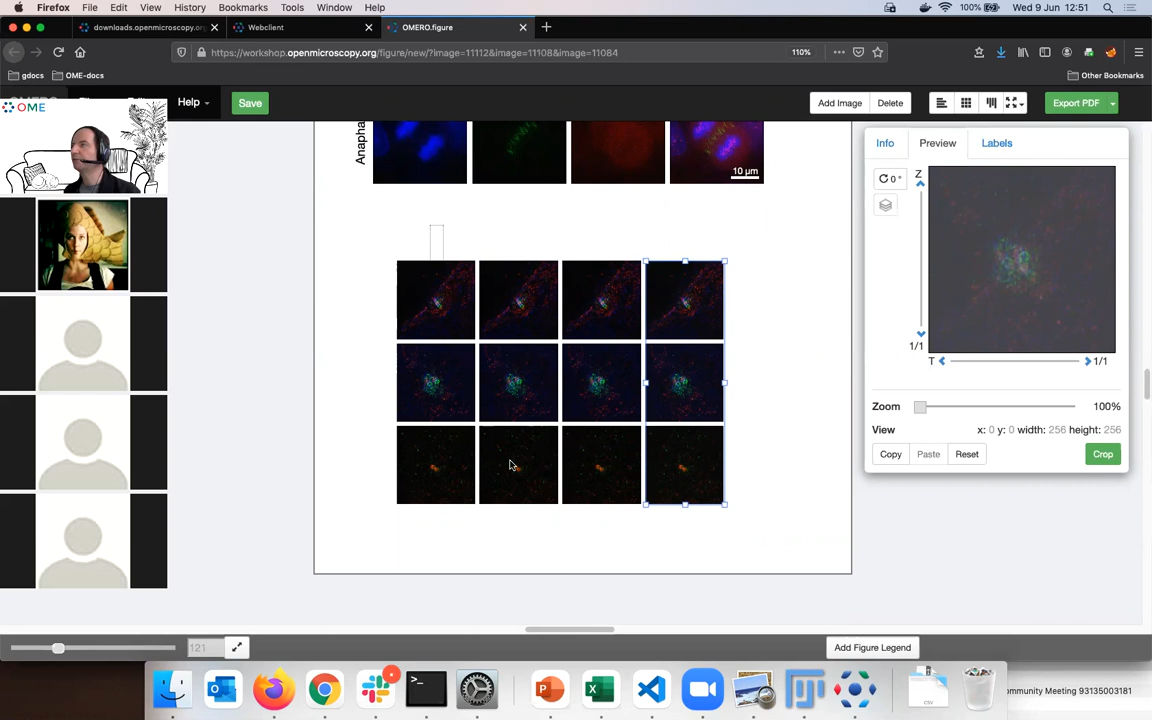 Firefox File Edit View History Bookmarks Tools Window Help 100% Wed 9 Jun 12:51
downloads.openmicroscopy.org Webclient OMERO.figure
https://workshop.openmicroscopy.org/figure/new/?image=11112&image=11108&image=11084 110%
gdocs OME-docs Other Bookmarks
OME
Help Save Add Image Delete Export PDF
Anapha
10 µm
Info Preview Labels
0° Z
1/1
T 1/1
Zoom 100%
View x: 0 y: 0 width: 256 height: 256
Copy Paste Reset Crop
121 Add Figure Legend
CSV
ommunity Meeting 93135003181